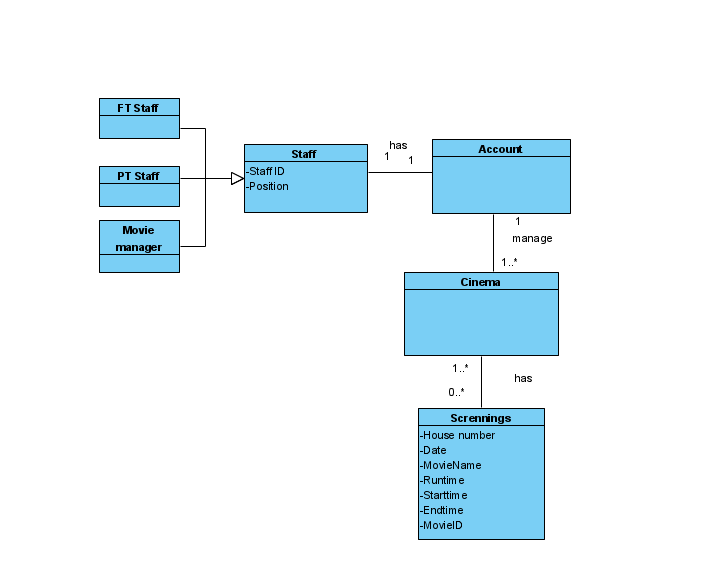 FT Staff
PT Staff
Movie
manager
Staff
-Staff ID
-Position
has
1
1
Account
1
manage
1..*
Cinema
1..*
has
0..*
Scrennings
-House number
-Date
-MovieName
-Runtime
-Starttime
-Endtime
-MovieID